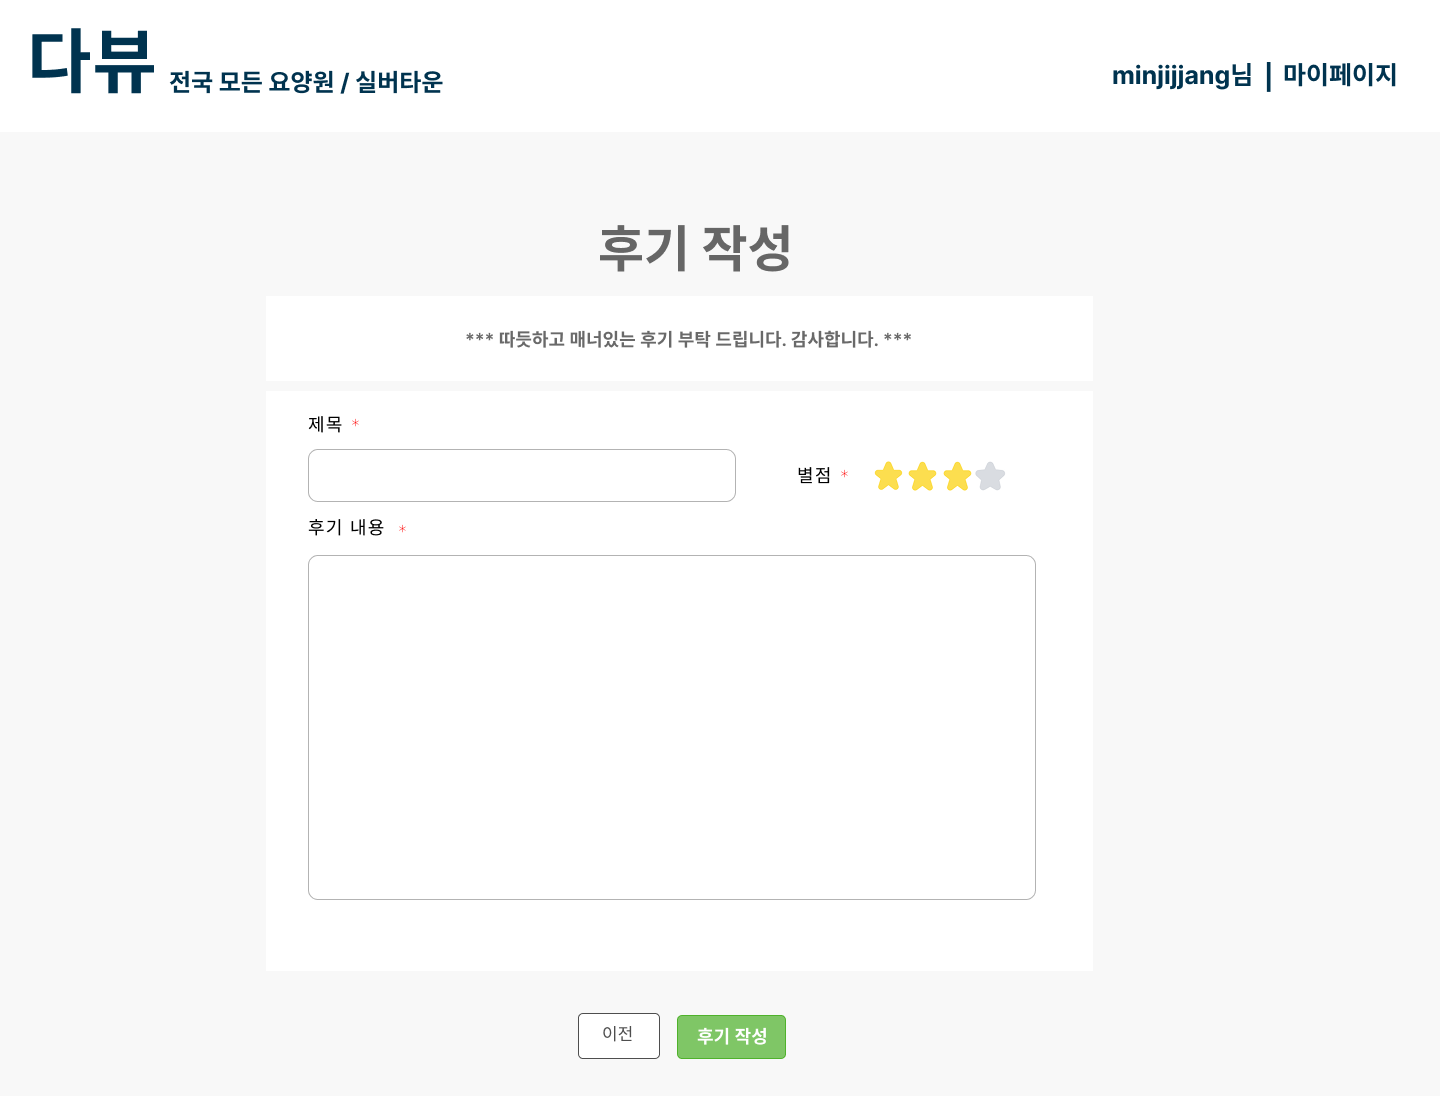 다뷰 전국 모든 요양원 / 실버타운
minjijjang님 | 마이페이지
후기 작성
*** 따듯하고 매너있는 후기 부탁 드립니다. 감사합니다. ***
제목 *
별점 *
후기 내용 *
이전
후기 작성